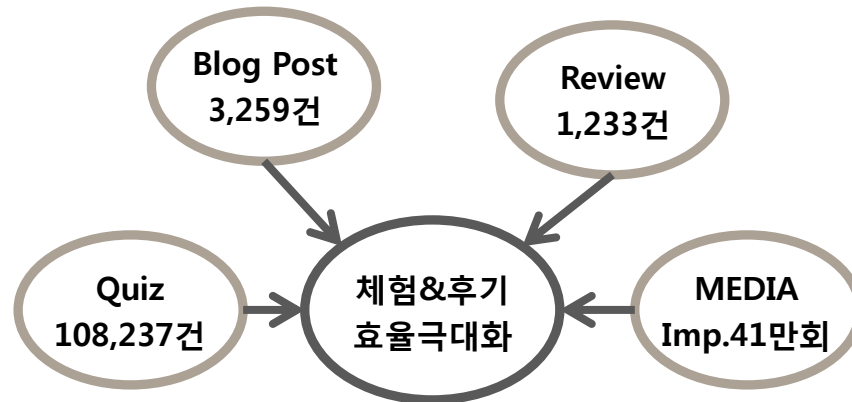 Blog Post
3,259건
Review
1,233건
Quiz
108,237건
체험&후기
효율극대화
MEDIA
Imp.41만회